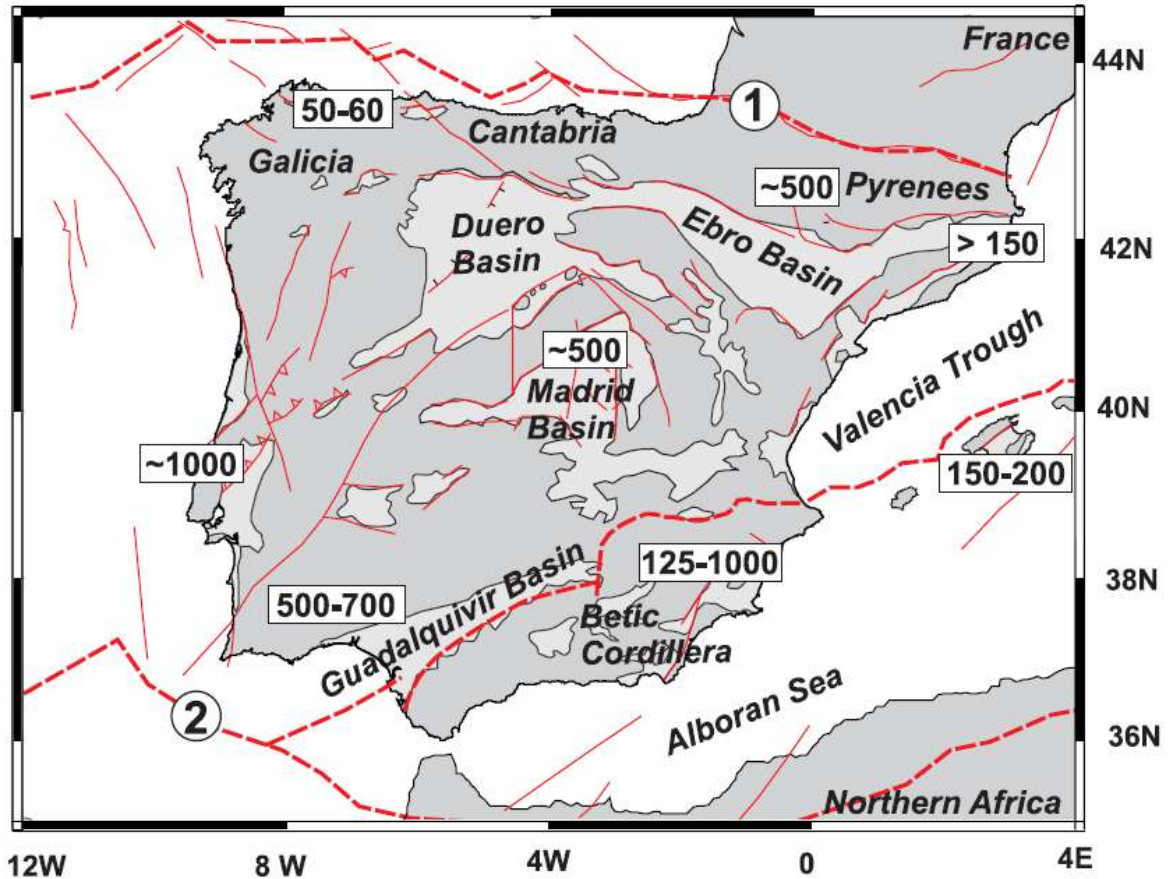 France
44N
1
50-60
Cantabria
Galicia
~500
Pyrenees
Duero
Basin
Ebro Basin
> 150
42N
~500
Madrid
Basin
Valencia Trough
40N
~1000
150-200
125-1000
38N
500-700
Guadalquivir Basin
Betic
Cordillera
2
Alboran Sea
36N
Northern Africa
12W
8 W
4W
0
4E